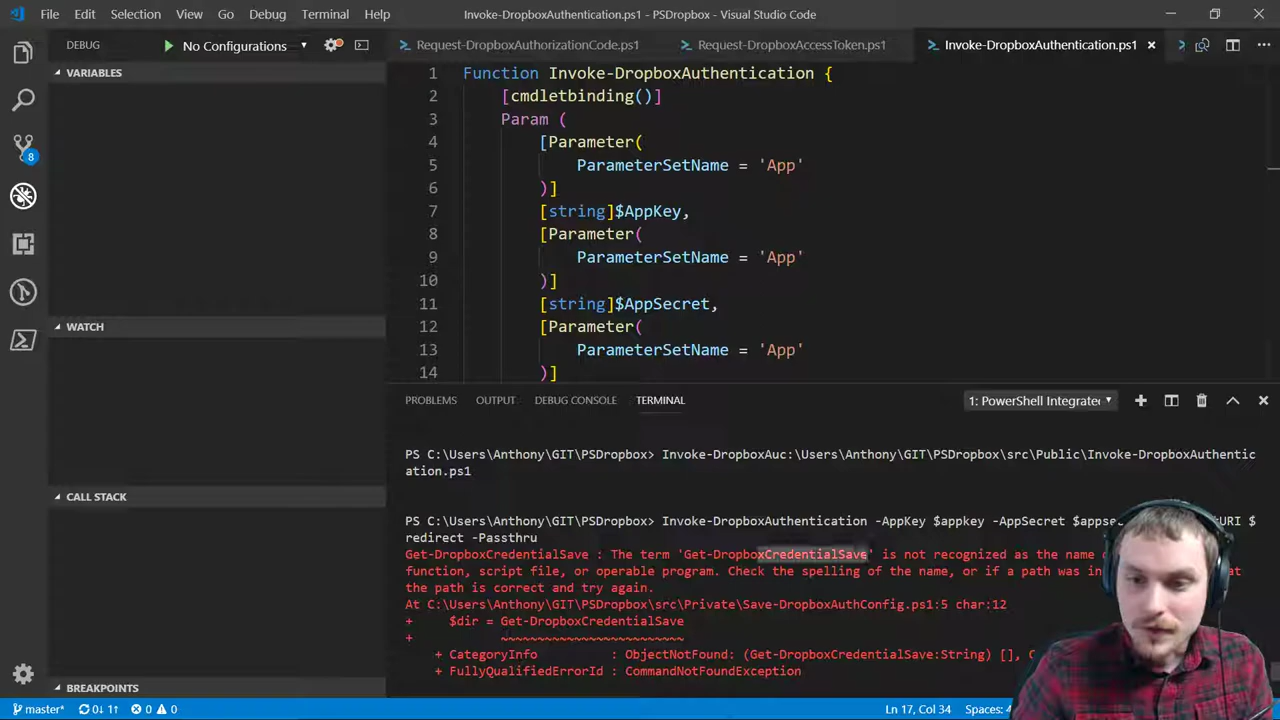 File Edit Selection View Go Debug Terminal Help
Invoke-DropboxAuthentication.ps1 - PSDropbox - Visual Studio Code
DEBUG
No Configurations
Request-DropboxAuthorizationCode.ps1
Request-DropboxAccessToken.ps1
Invoke-DropboxAuthentication.ps1
VARIABLES
WATCH
CALL STACK
BREAKPOINTS
8
1 Function Invoke-DropboxAuthentication {
2 [cmdletbinding()]
3 Param (
4 [Parameter(
5 ParameterSetName = 'App'
6 )]
7 [string]$AppKey,
8 [Parameter(
9 ParameterSetName = 'App'
10 )]
11 [string]$AppSecret,
12 [Parameter(
13 ParameterSetName = 'App'
14 )]
PROBLEMS OUTPUT DEBUG CONSOLE TERMINAL
1: PowerShell Integrate
PS C:\Users\Anthony\GIT\PSDropbox> Invoke-DropboxAuc:\Users\Anthony\GIT\PSDropbox\src\Public\Invoke-DropboxAuthentic
ation.ps1
PS C:\Users\Anthony\GIT\PSDropbox> Invoke-DropboxAuthentication -AppKey $appkey -AppSecret $appsec URI $
redirect -Passthru
Get-DropboxCredentialSave : The term 'Get-DropboxCredentialSave' is not recognized as the name
function, script file, or operable program. Check the spelling of the name, or if a path was in at
the path is correct and try again.
At C:\Users\Anthony\GIT\PSDropbox\src\Private\Save-DropboxAuthConfig.ps1:5 char:12
+ $dir = Get-DropboxCredentialSave
+ ~~~~~~~~~~~~~~~~~~~~~~~~~
+ CategoryInfo : ObjectNotFound: (Get-DropboxCredentialSave:String) [], C
+ FullyQualifiedErrorId : CommandNotFoundException
master* 0↓ 1↑ 0 0
Ln 17, Col 34
Spaces: